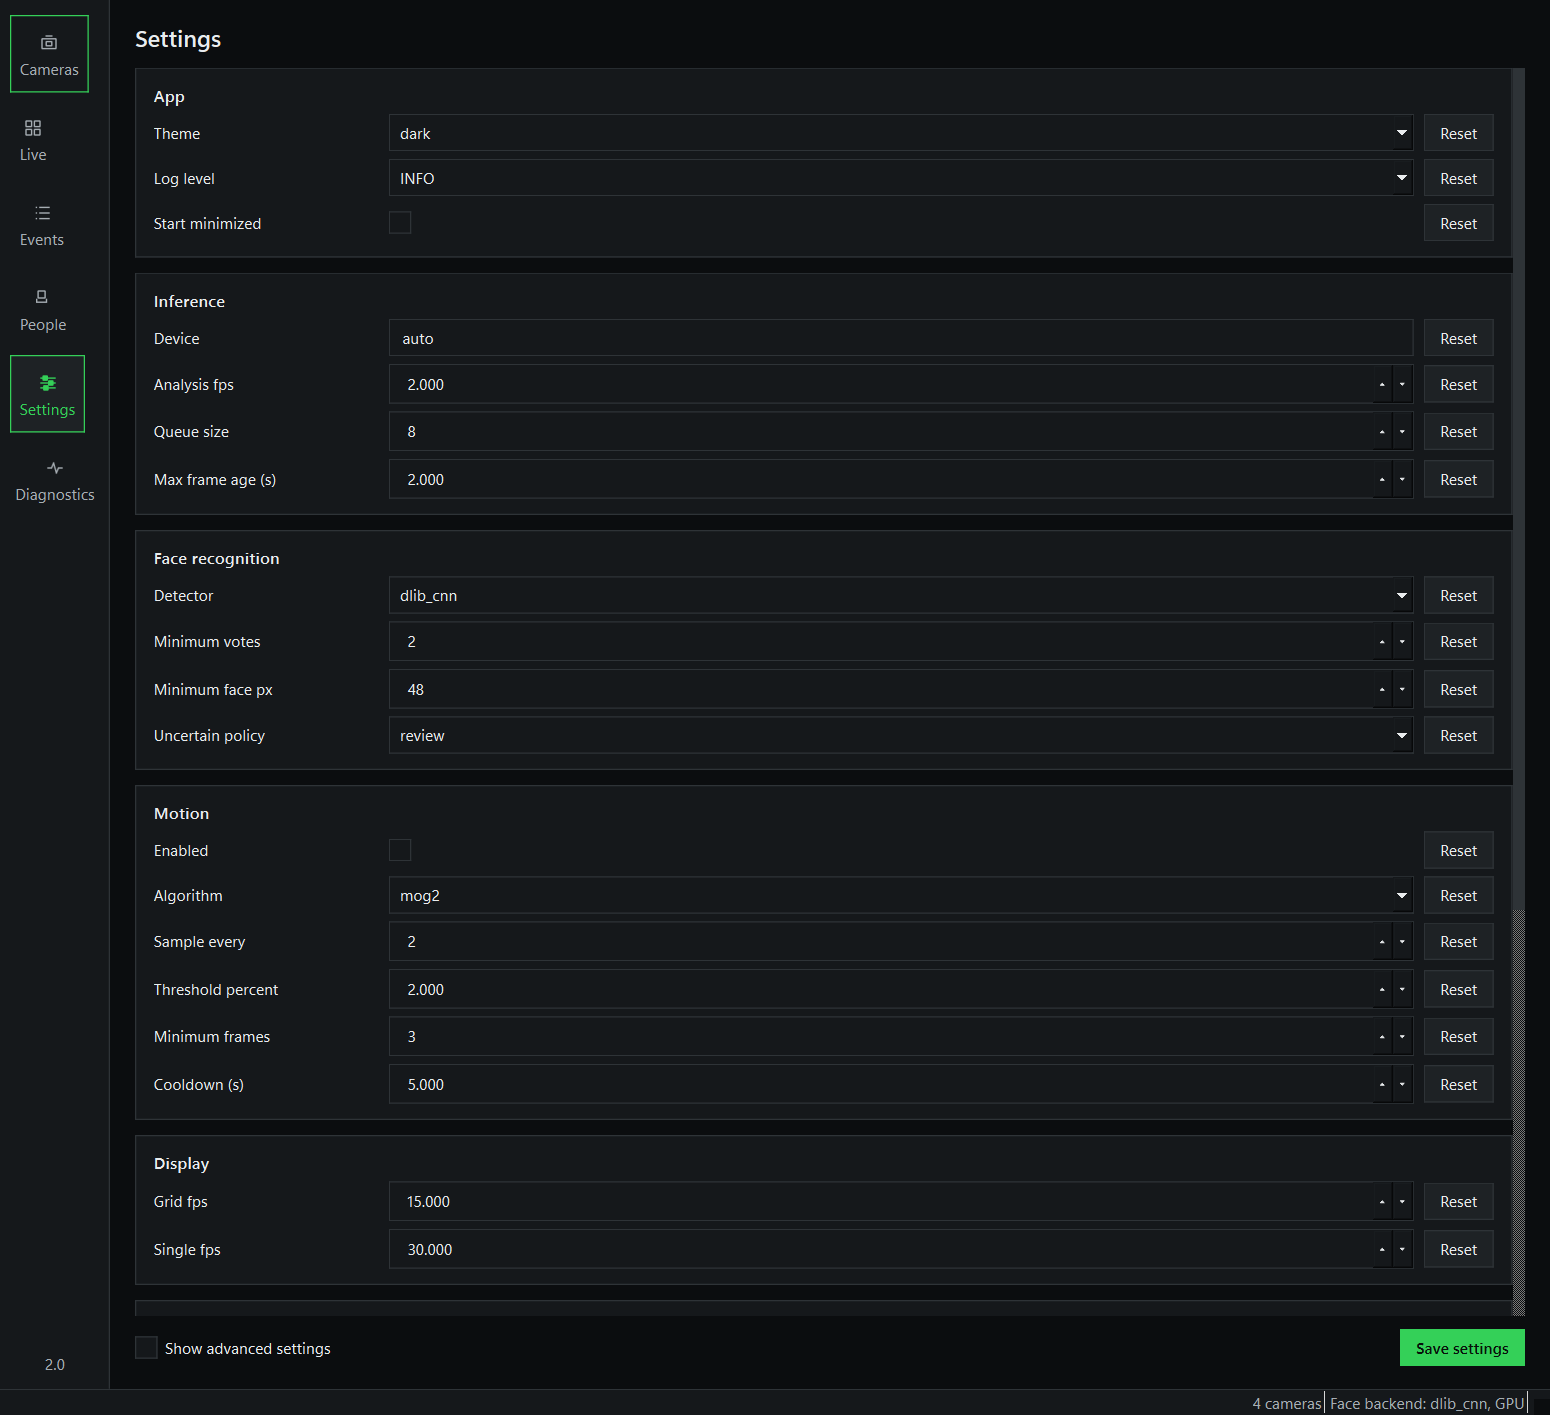 Settings
Cameras
Live
Events
People
Settings
Diagnostics
2.0
App
Theme dark Reset
Log level INFO Reset
Start minimized Reset
Inference
Device auto Reset
Analysis fps 2.000 Reset
Queue size 8 Reset
Max frame age (s) 2.000 Reset
Face recognition
Detector dlib_cnn Reset
Minimum votes 2 Reset
Minimum face px 48 Reset
Uncertain policy review Reset
Motion
Enabled Reset
Algorithm mog2 Reset
Sample every 2 Reset
Threshold percent 2.000 Reset
Minimum frames 3 Reset
Cooldown (s) 5.000 Reset
Display
Grid fps 15.000 Reset
Single fps 30.000 Reset
Show advanced settings Save settings
4 cameras Face backend: dlib_cnn, GPU